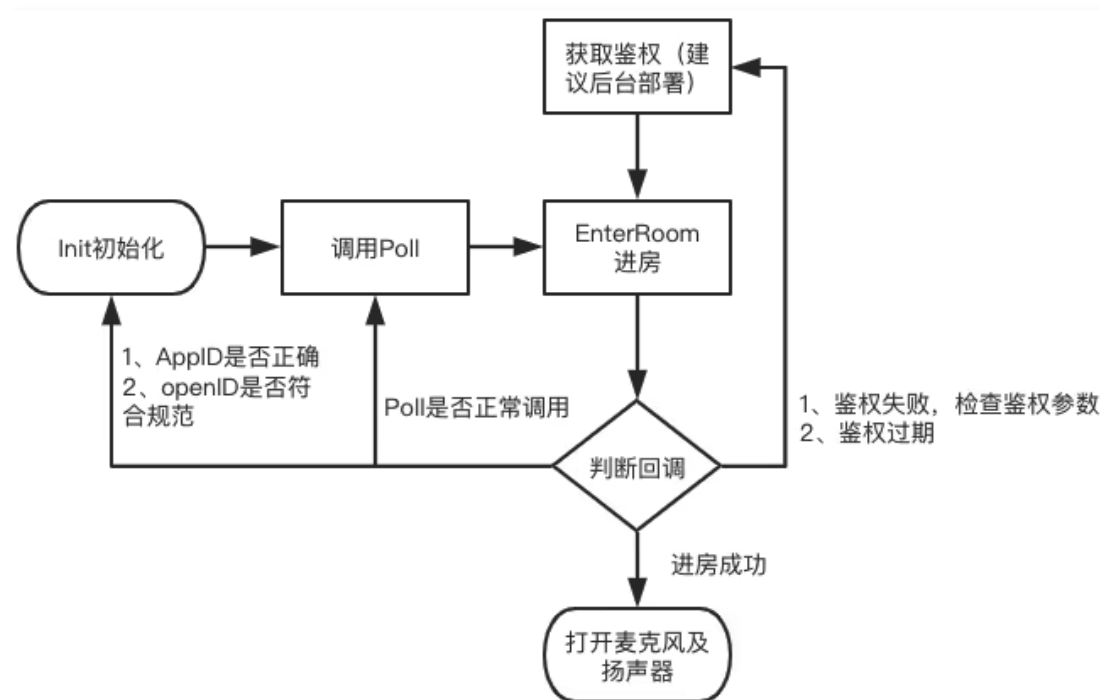 获取鉴权（建
议后台部署）
Init初始化
调用Poll
EnterRoom
进房
1、AppID是否正确
2、openID是否符
合规范
Poll是否正常调用
1、鉴权失败，检查鉴权参数
2、鉴权过期
判断回调
进房成功
打开麦克风及
扬声器